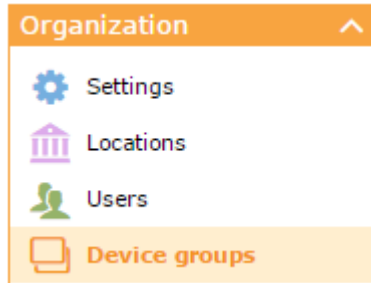 Organization
Settings
Locations
Users
Device groups